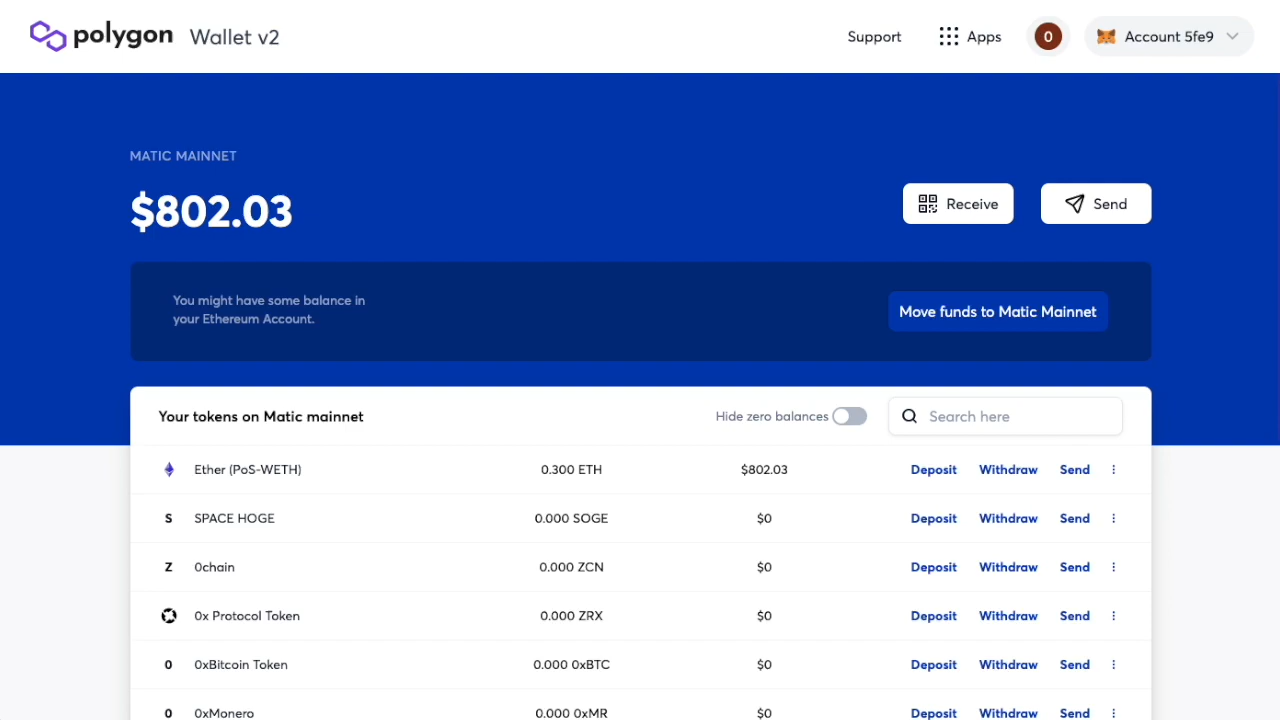 polygon Wallet v2
Support
Apps
0
Account 5fe9
MATIC MAINNET
$802.03
Receive
Send
You might have some balance in
your Ethereum Account.
Move funds to Matic Mainnet
Your tokens on Matic mainnet
Hide zero balances
Search here
Ether (PoS-WETH) 0.300 ETH $802.03 Deposit Withdraw Send
S SPACE HOGE 0.000 SOGE $0 Deposit Withdraw Send
Z 0chain 0.000 ZCN $0 Deposit Withdraw Send
0x Protocol Token 0.000 ZRX $0 Deposit Withdraw Send
0 0xBitcoin Token 0.000 0xBTC $0 Deposit Withdraw Send
0 0xMonero 0.000 0xMR $0 Deposit Withdraw Send